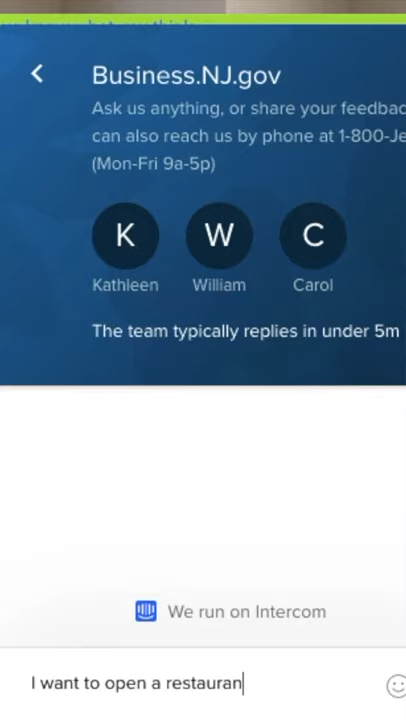 Business.NJ.gov
Ask us anything, or share your feedbac
can also reach us by phone at 1-800-Je
(Mon-Fri 9a-5p)
K W C
Kathleen William Carol
The team typically replies in under 5m
We run on Intercom
I want to open a restauran